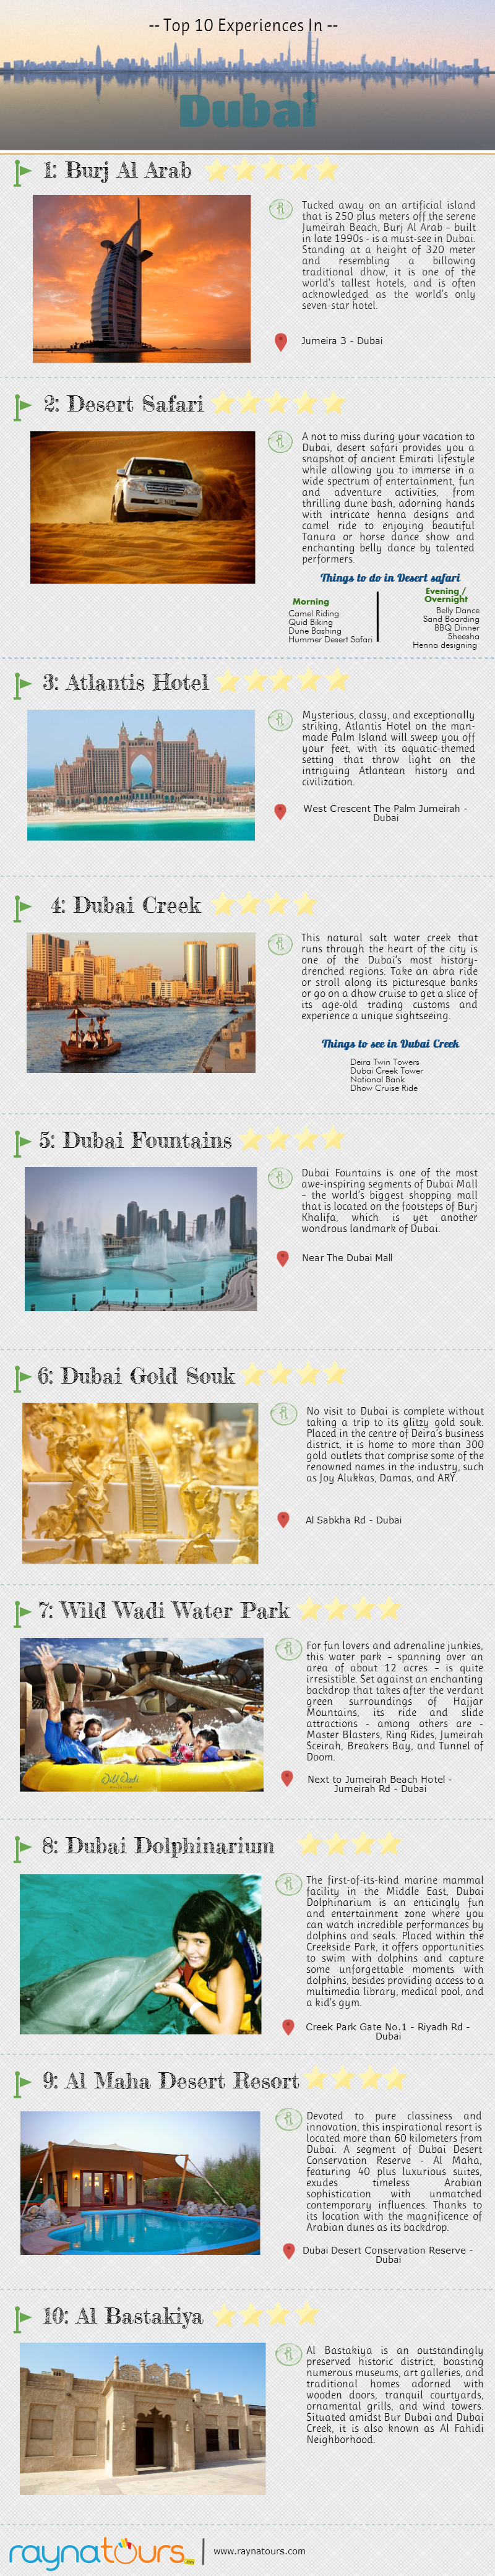 -- Top 10 Experiences In --
Dubai
1: Burj Al Arab
Tucked away on an artificial island
that is 250 plus meters off the serene
Jumeirah Beach, Burj Al Arab – built
in late 1990s - is a must-see in Dubai.
Standing at a height of 320 meter
and resembling a billowing
traditional dhow, it is one of the
world's tallest hotels, and is often
acknowledged as the world's only
seven-star hotel.
Jumeira 3 - Dubai
2: Desert Safari
A not to miss during your vacation to
Dubai, desert safari provides you a
snapshot of ancient Emirati lifestyle
while allowing you to immerse in a
wide spectrum of entertainment, fun
and adventure activities, from
thrilling dune bash, adorning hands
with intricate henna designs and
camel ride to enjoying beautiful
Tanura or horse dance show and
enchanting belly dance by talented
performers.
Things to do in Desert safari
Morning
Camel Riding
Quid Biking
Dune Bashing
Hummer Desert Safari
Evening /
Overnight
Belly Dance
Sand Boarding
BBQ Dinner
Sheesha
Henna designing
3: Atlantis Hotel
Mysterious, classy, and exceptionally
striking, Atlantis Hotel on the man-
made Palm Island will sweep you off
your feet, with its aquatic-themed
setting that throw light on the
intriguing Atlantean history and
civilization.
West Crescent The Palm Jumeirah -
Dubai
4: Dubai Creek
This natural salt water creek that
runs through the heart of the city is
one of the Dubai's most history-
drenched regions. Take an abra ride
or stroll along its picturesque banks
or go on a dhow cruise to get a slice of
its age-old trading customs and
experience a unique sightseeing.
Things to see in Dubai Creek
Deira Twin Towers
Dubai Creek Tower
National Bank
Dhow Cruise Ride
5: Dubai Fountains
Dubai Fountains is one of the most
awe-inspiring segments of Dubai Mall
– the world's biggest shopping mall
that is located on the footsteps of Burj
Khalifa, which is yet another
wondrous landmark of Dubai.
Near The Dubai Mall
6: Dubai Gold Souk
No visit to Dubai is complete without
taking a trip to its glitzy gold souk.
Placed in the centre of Deira's business
district, it is home to more than 300
gold outlets that comprise some of the
renowned names in the industry, such
as Joy Alukkas, Damas, and ARY.
Al Sabkha Rd - Dubai
7: Wild Wadi Water Park
Wild Wadi
For fun lovers and adrenaline junkies,
this water park – spanning over an
area of about 12 acres – is quite
irresistible. Set against an enchanting
backdrop that takes after the verdant
green surroundings of Hajjar
Mountains, its ride and slide
attractions - among others are -
Master Blasters, Ring Rides, Jumeirah
Sceirah, Breakers Bay, and Tunnel of
Doom.
Next to Jumeirah Beach Hotel -
Jumeirah Rd - Dubai
8: Dubai Dolphinarium
The first-of-its-kind marine mammal
facility in the Middle East, Dubai
Dolphinarium is an enticingly fun
and entertainment zone where you
can watch incredible performances by
dolphins and seals. Placed within the
Creekside Park, it offers opportunities
to swim with dolphins and capture
some unforgettable moments with
dolphins, besides providing access to a
multimedia library, medical pool, and
a kid's gym.
Creek Park Gate No.1 - Riyadh Rd -
Dubai
9: Al Maha Desert Resort
Devoted to pure classiness and
innovation, this inspirational resort is
located more than 60 kilometers from
Dubai. A segment of Dubai Desert
Conservation Reserve - Al Maha,
featuring 40 plus luxurious suites,
exudes timeless Arabian
sophistication with unmatched
contemporary influences. Thanks to
its location with the magnificence of
Arabian dunes as its backdrop.
Dubai Desert Conservation Reserve -
Dubai
10: Al Bastakiya
Al Bastakiya is an outstandingly
preserved historic district, boasting
numerous museums, art galleries, and
traditional homes adorned with
wooden doors, tranquil courtyards,
ornamental grills, and wind towers.
Situated amidst Bur Dubai and Dubai
Creek, it is also known as Al Fahidi
Neighborhood.
raynatours.com
www.raynatours.com